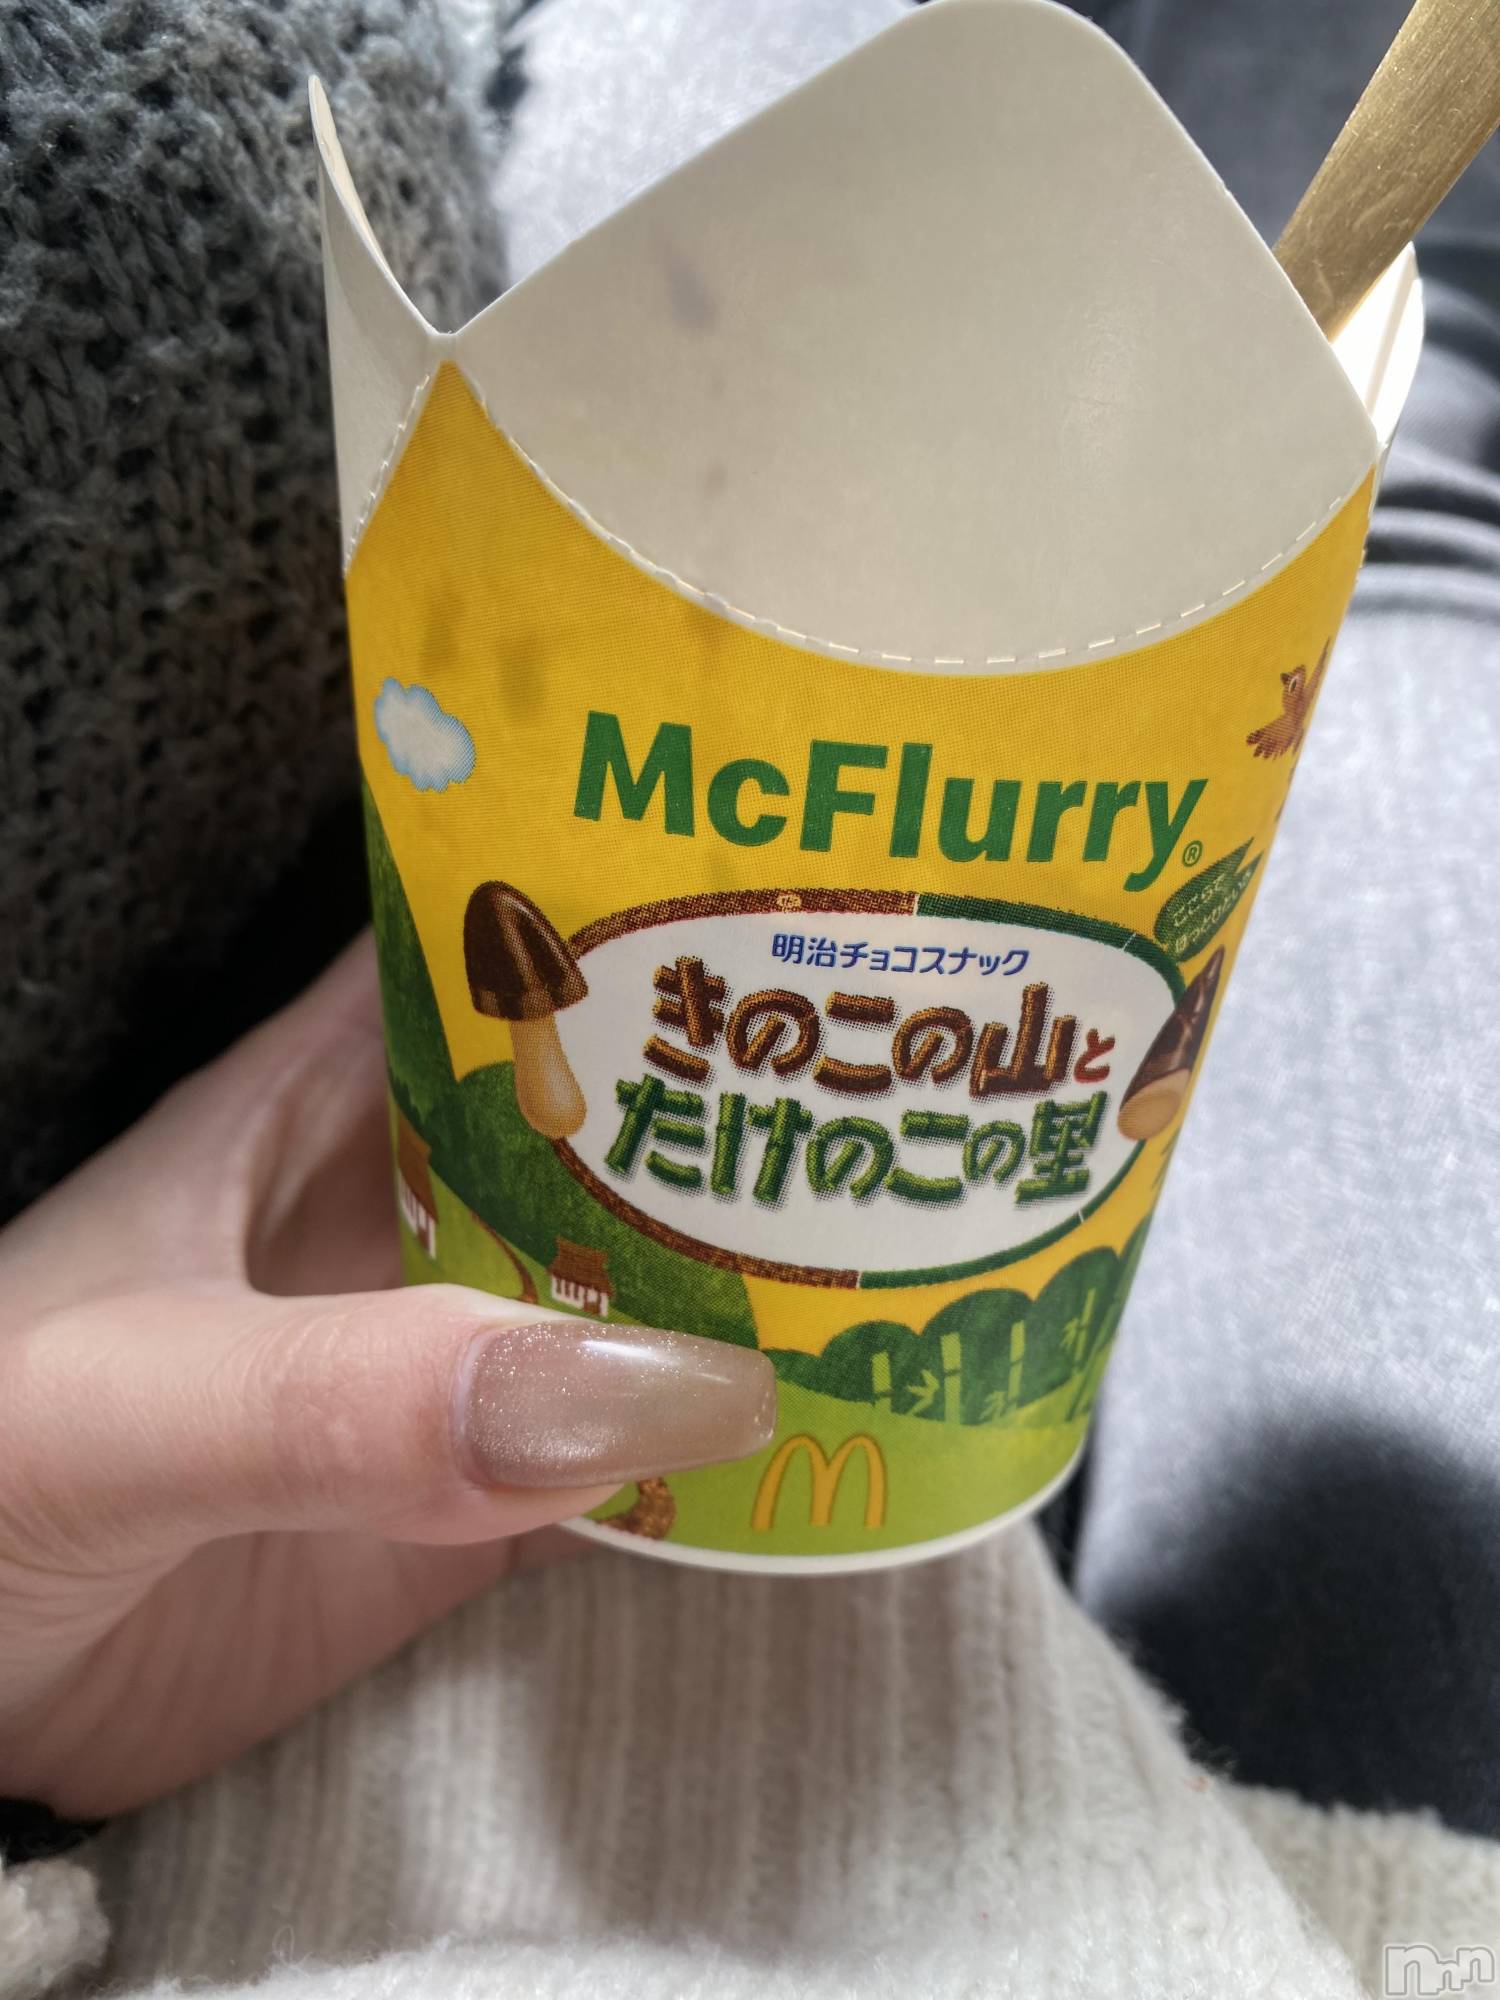 McFlurry®
明治チョコスナック
きのこの山と
たけのこの里